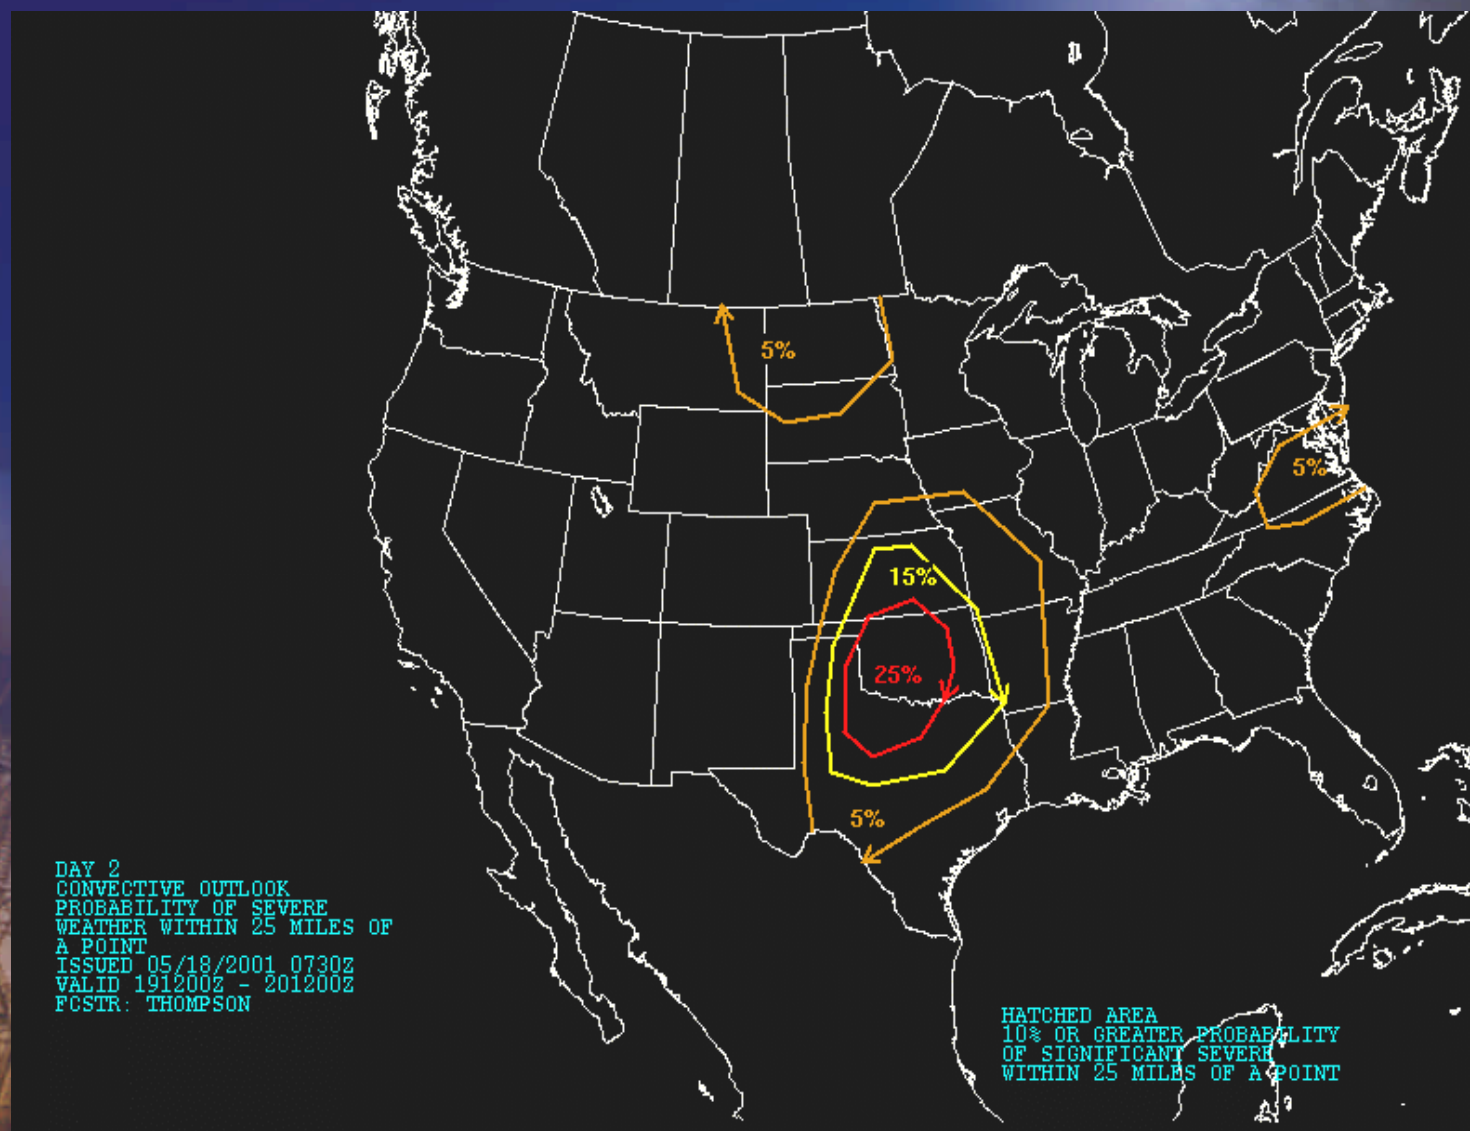 5%
5%
15%
25%
5%
DAY 2
CONVECTIVE OUTLOOK
PROBABILITY OF SEVERE
WEATHER WITHIN 25 MILES OF
A POINT
ISSUED 05/18/2001 0730Z
VALID 191200Z - 201200Z
FCSTR: THOMPSON
HATCHED AREA
10% OR GREATER PROBABILITY
OF SIGNIFICANT SEVERE
WITHIN 25 MILES OF A POINT